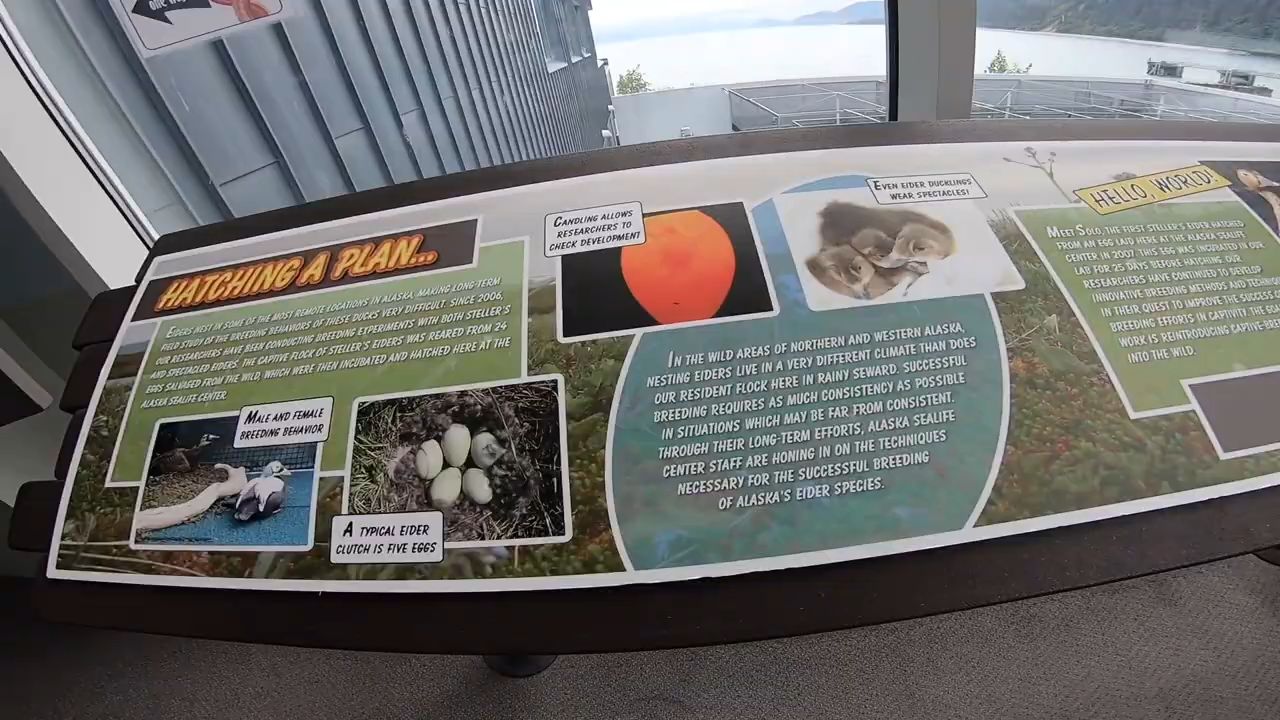 one way
HATCHING A PLAN...
EIDERS NEST IN SOME OF THE MOST REMOTE LOCATIONS IN ALASKA, MAKING LONG-TERM
FIELD STUDY OF THE BREEDING BEHAVIORS OF THESE DUCKS VERY DIFFICULT. SINCE 2006,
OUR RESEARCHERS HAVE BEEN CONDUCTING BREEDING EXPERIMENTS WITH BOTH STELLER'S
AND SPECTACLED EIDERS. THE CAPTIVE FLOCK OF STELLER'S EIDERS WAS REARED FROM 24
EGGS SALVAGED FROM THE WILD, WHICH WERE THEN INCUBATED AND HATCHED HERE AT THE
ALASKA SEALIFE CENTER.
MALE AND FEMALE
BREEDING BEHAVIOR
A TYPICAL EIDER
CLUTCH IS FIVE EGGS
CANDLING ALLOWS
RESEARCHERS TO
CHECK DEVELOPMENT
EVEN EIDER DUCKLINGS
WEAR SPECTACLES!
IN THE WILD AREAS OF NORTHERN AND WESTERN ALASKA,
NESTING EIDERS LIVE IN A VERY DIFFERENT CLIMATE THAN DOES
OUR RESIDENT FLOCK HERE IN RAINY SEWARD. SUCCESSFUL
BREEDING REQUIRES AS MUCH CONSISTENCY AS POSSIBLE
IN SITUATIONS WHICH MAY BE FAR FROM CONSISTENT.
THROUGH THEIR LONG-TERM EFFORTS, ALASKA SEALIFE
CENTER STAFF ARE HONING IN ON THE TECHNIQUES
NECESSARY FOR THE SUCCESSFUL BREEDING
OF ALASKA'S EIDER SPECIES.
HELLO, WORLD!
MEET SOLO, THE FIRST STELLER'S EIDER HATCHED
FROM AN EGG LAID HERE AT THE ALASKA SEALIFE
CENTER. IN 2007, THIS EGG WAS INCUBATED IN OUR
LAB FOR 25 DAYS BEFORE HATCHING. OUR
RESEARCHERS HAVE CONTINUED TO DEVELOP
INNOVATIVE BREEDING METHODS AND
IN THEIR QUEST TO IMPROVE THE SUCCESS
BREEDING EFFORTS IN CAPTIVITY. THE
WORK IS REINTRODUCING
INTO THE WILD.